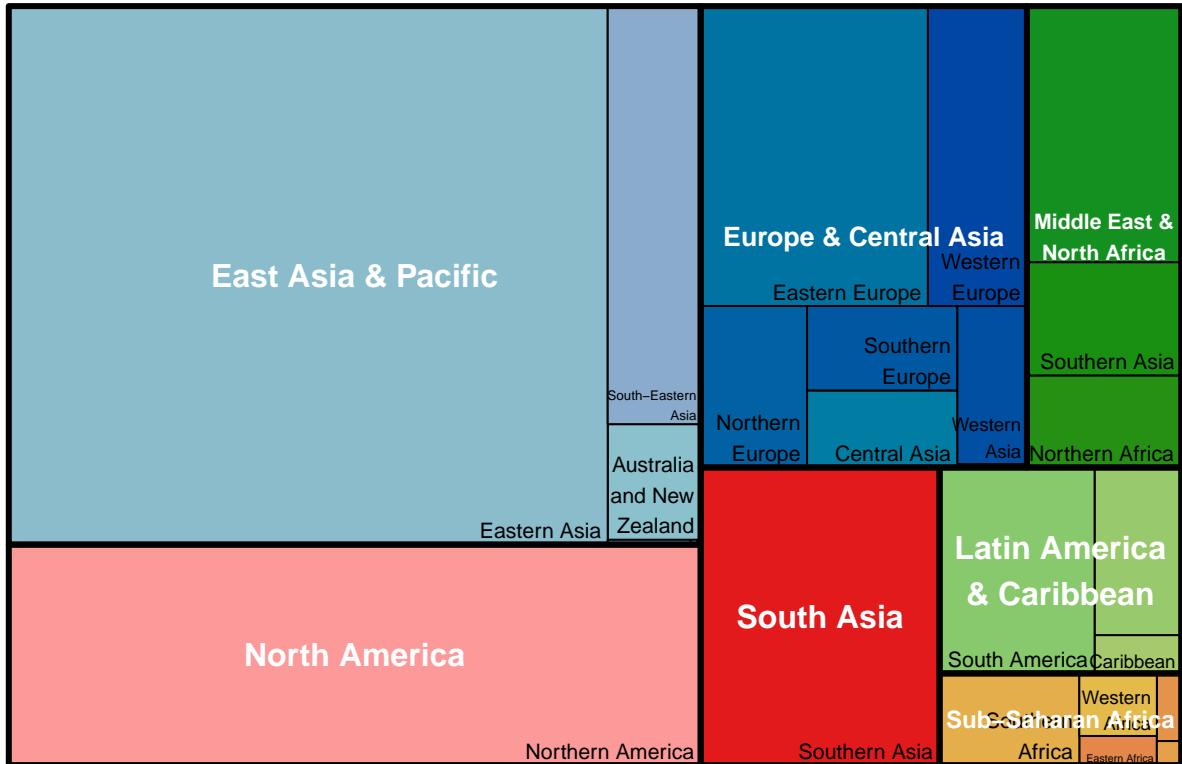 East Asia & Pacific
Eastern Asia
South–Eastern
Asia
Australia
and New
Zealand
North America
Northern America
Europe & Central Asia
Eastern Europe
Western
Europe
Northern
Europe
Southern
Europe
Central Asia
Western
Asia
Middle East &
North Africa
Southern Asia
Northern Africa
South Asia
Southern Asia
Latin America
& Caribbean
South America
Caribbean
Sub–Saharan Africa
Southern
Africa
Western
Africa
Eastern Africa